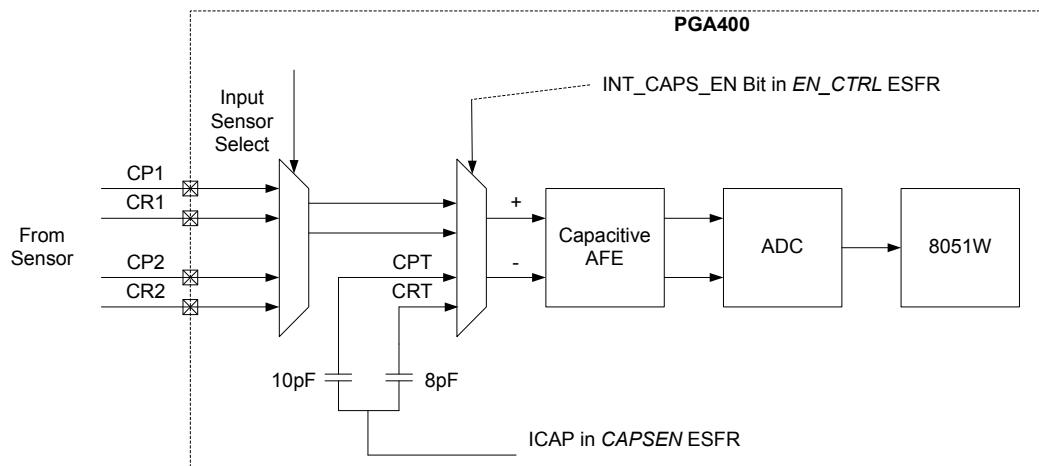 PGA400
INT_CAPS_EN Bit in EN_CTRL ESFR
Input
Sensor
Select
CP1
CR1
From
Sensor
CP2
CR2
CPT
CRT
+
-
Capacitive
AFE
ADC
8051W
10pF
8pF
ICAP in CAPSEN ESFR